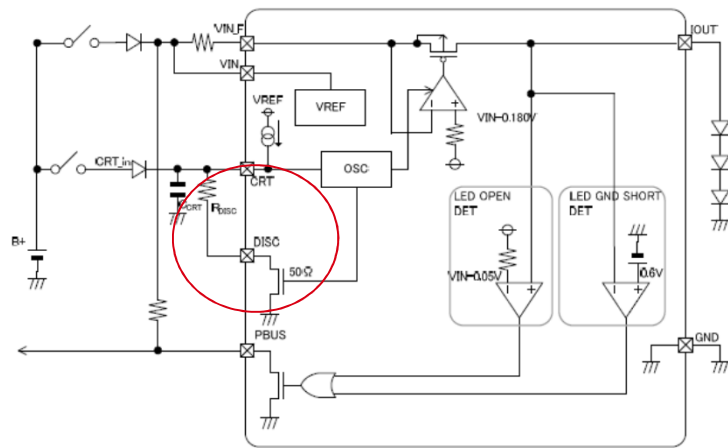 VIN_F
IOUT
VIN
VREF
VREF
VIN-0.180V
CRT_in
CRT
OSC
CCRT
RDISC
LED OPEN
DET
LED GND SHORT
DET
DISC
B+
50Ω
VIN-0.05V
0.6V
PBUS
GND